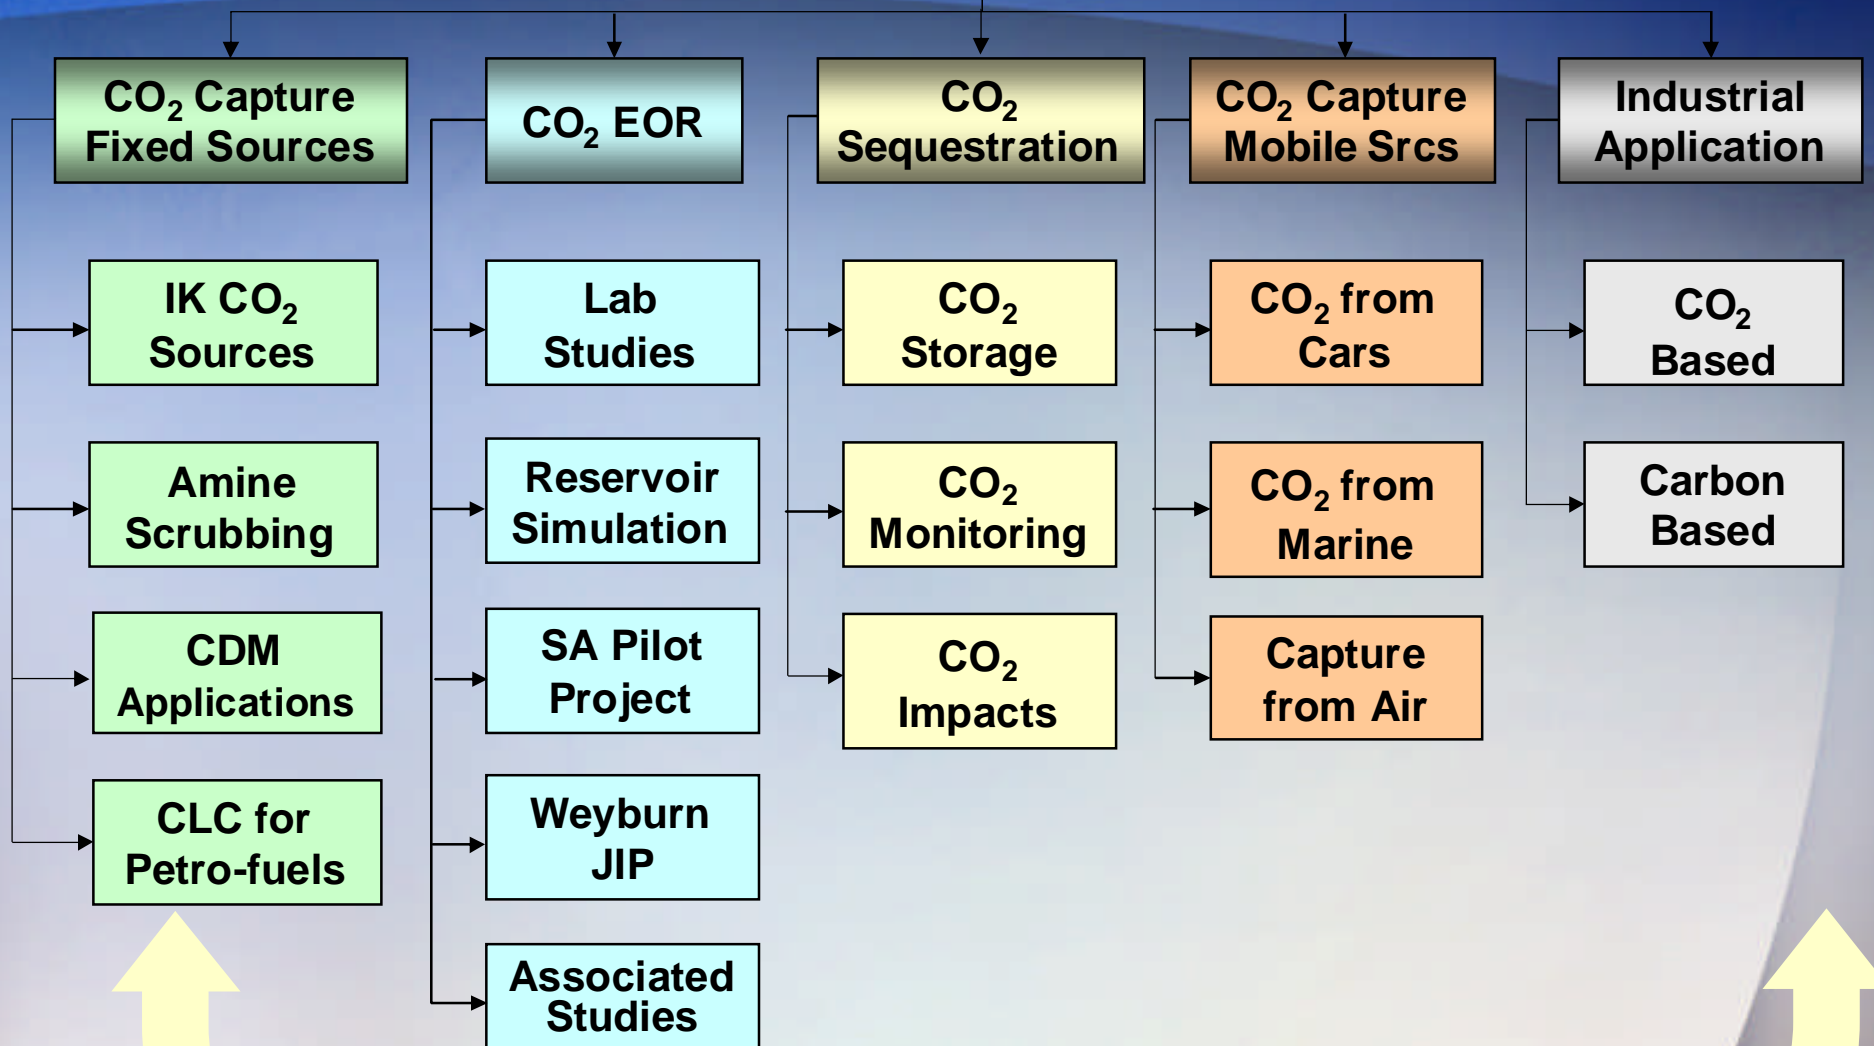 CO₂ Capture
Fixed Sources
CO₂ EOR
CO₂
Sequestration
CO₂ Capture
Mobile Srcs
Industrial
Application
IK CO₂
Sources
Amine
Scrubbing
CDM
Applications
CLC for
Petro-fuels
Lab
Studies
Reservoir
Simulation
SA Pilot
Project
Weyburn
JIP
Associated
Studies
CO₂
Storage
CO₂
Monitoring
CO₂
Impacts
CO₂ from
Cars
CO₂ from
Marine
Capture
from Air
CO₂
Based
Carbon
Based